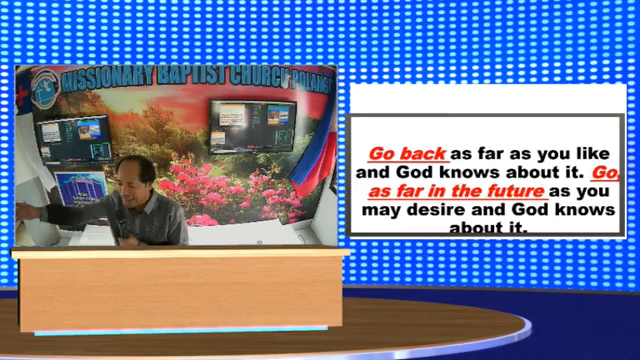 MISSIONARY BAPTIST CHURCH POLANGUI
Go back as far as you like
and God knows about it. Go
as far in the future as you
may desire and God knows
about it.